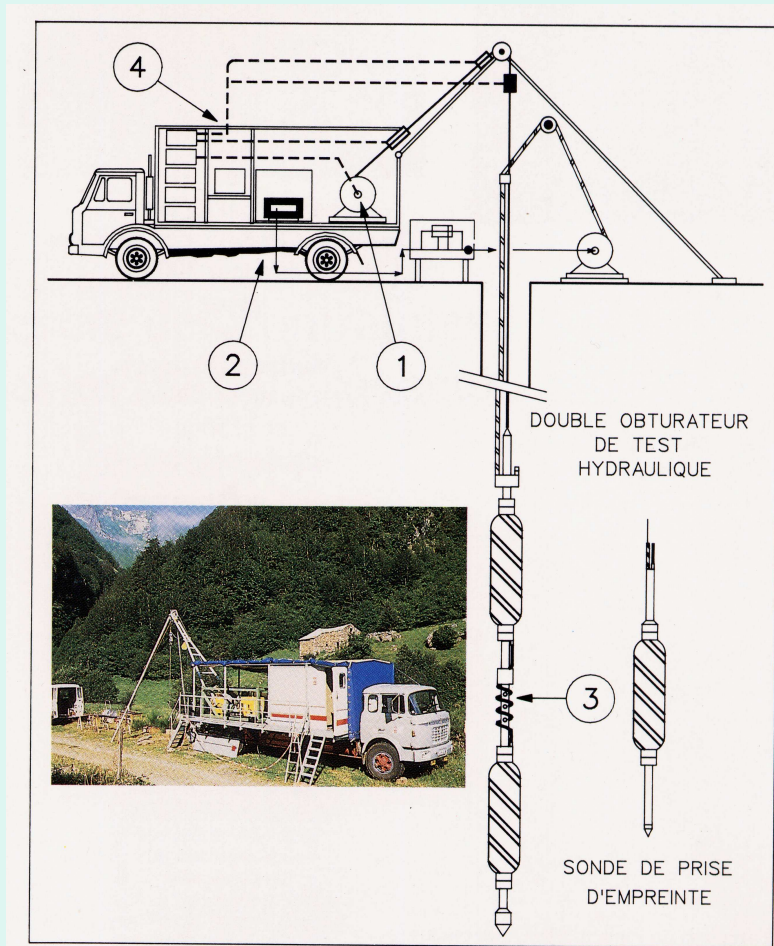 4
2
1
DOUBLE OBTURATEUR
DE TEST
HYDRAULIQUE
3
SONDE DE PRISE
D'EMPREINTE